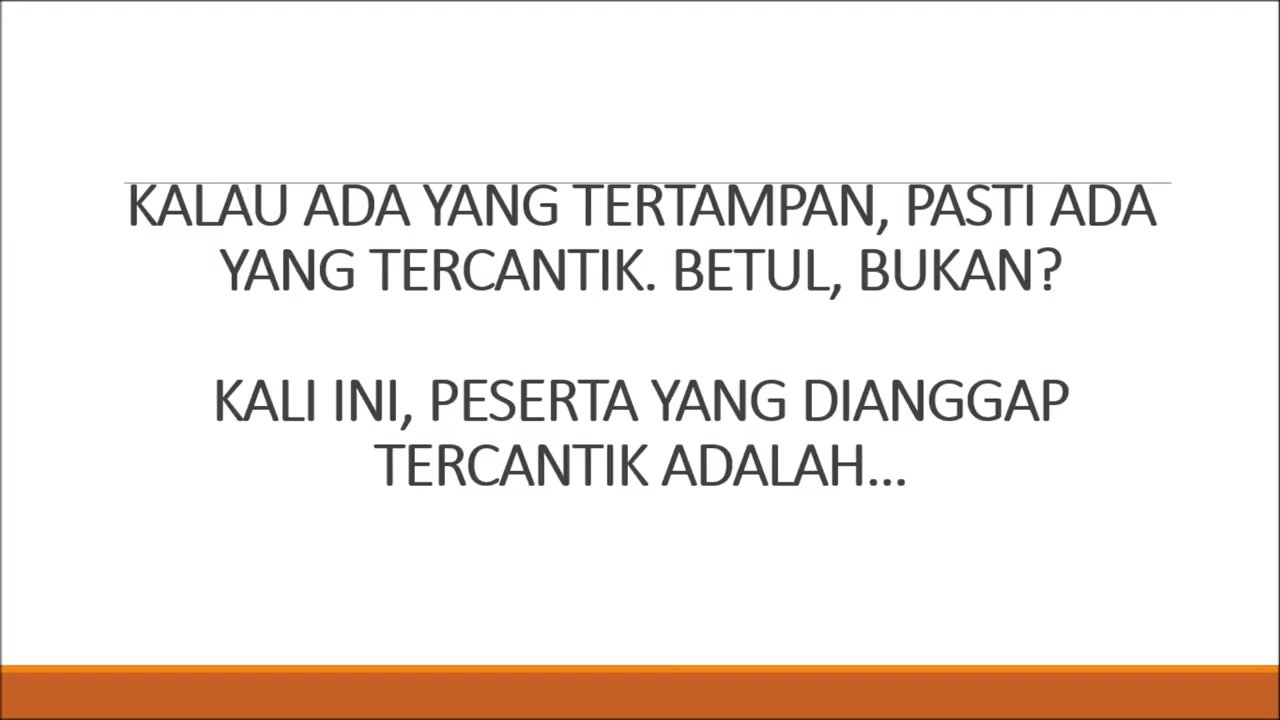 KALAU ADA YANG TERTAMPAN, PASTI ADA
YANG TERCANTIK. BETUL, BUKAN?
KALI INI, PESERTA YANG DIANGGAP
TERCANTIK ADALAH...